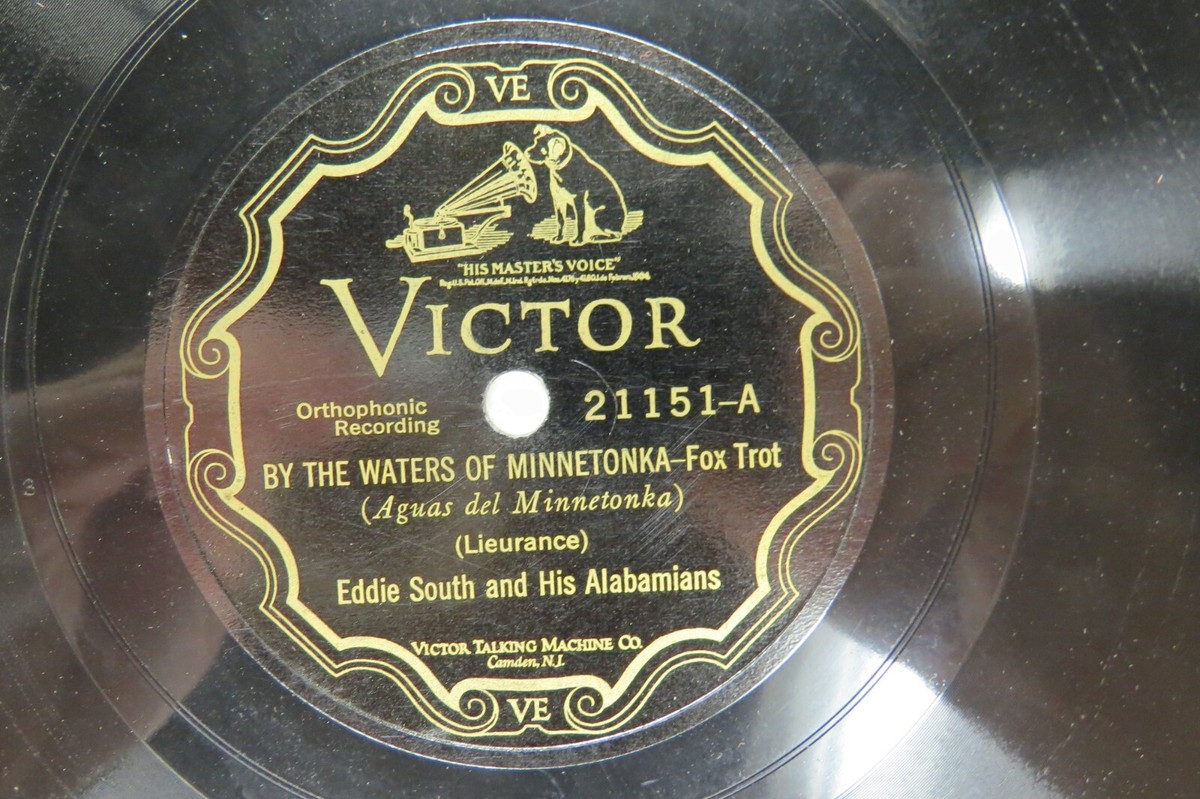 VE
"HIS MASTER'S VOICE"
VICTOR
21151–A
Orthophonic
Recording
BY THE WATERS OF MINNETONKA–Fox Trot
(Aguas del Minnetonka)
(Lieurance)
Eddie South and His Alabamians
VICTOR TALKING MACHINE CO.
Camden, N.J.
VE
3